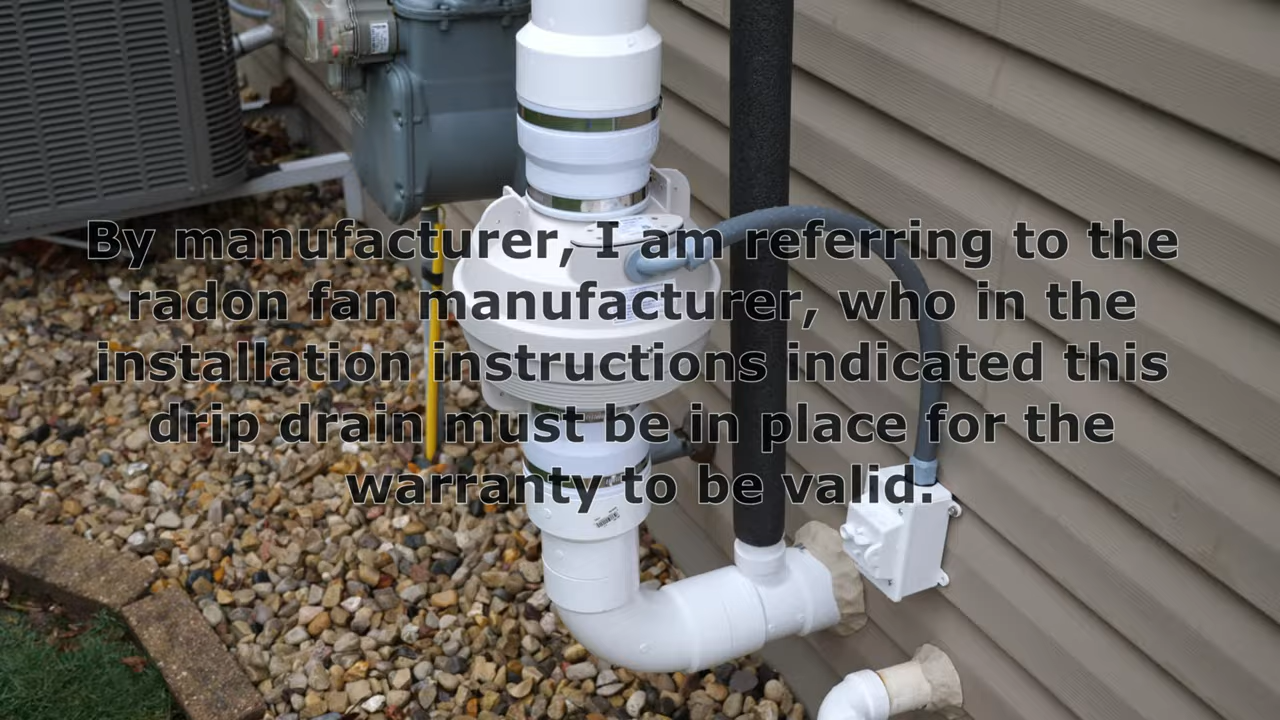 By manufacturer, I am referring to the
radon fan manufacturer, who in the
installation instructions indicated this
drip drain must be in place for the
warranty to be valid.